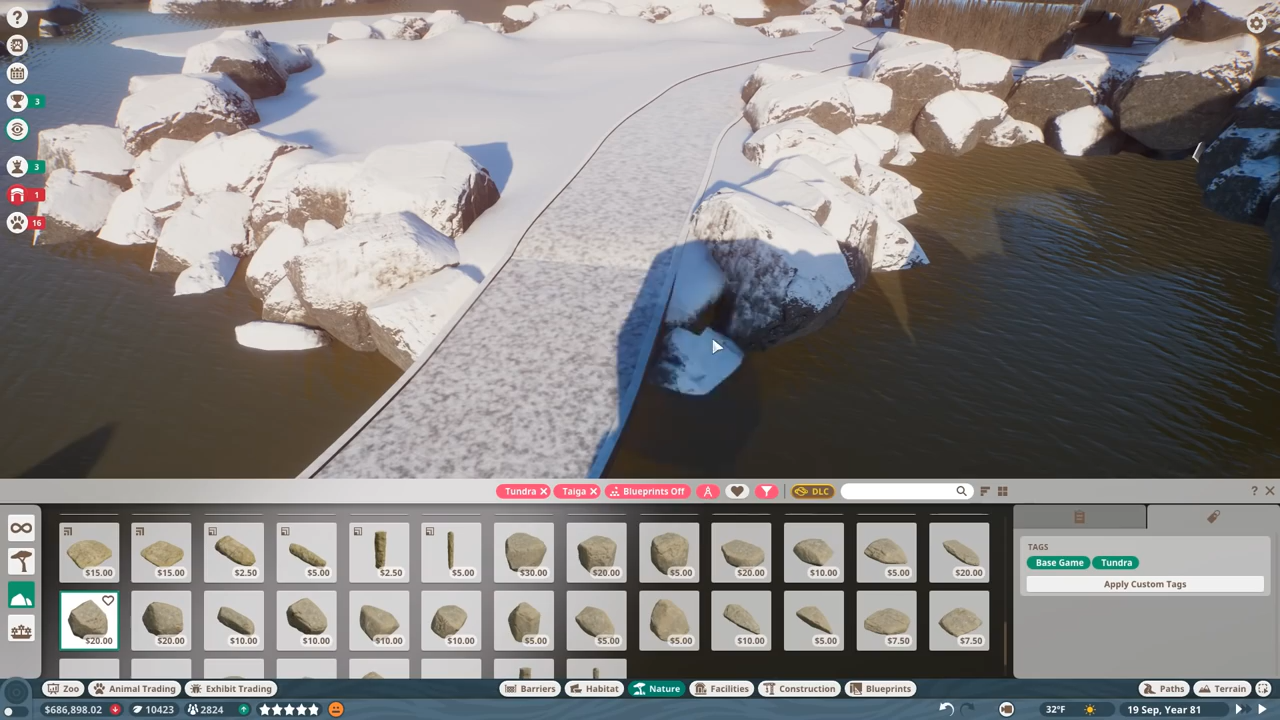 ?
3
3
1
16
Tundra ✕ Taiga ✕ Blueprints Off DLC ? ✕
$15.00 $15.00 $2.50 $5.00 $2.50 $5.00 $30.00 $20.00 $5.00 $20.00 $10.00 $5.00 $20.00
$20.00 $20.00 $10.00 $10.00 $10.00 $10.00 $5.00 $5.00 $5.00 $10.00 $5.00 $7.50 $7.50
TAGS
Base Game Tundra
Apply Custom Tags
Zoo Animal Trading Exhibit Trading Barriers Habitat Nature Facilities Construction Blueprints Paths Terrain
$686,898.02 10423 2824 32°F 19 Sep, Year 81